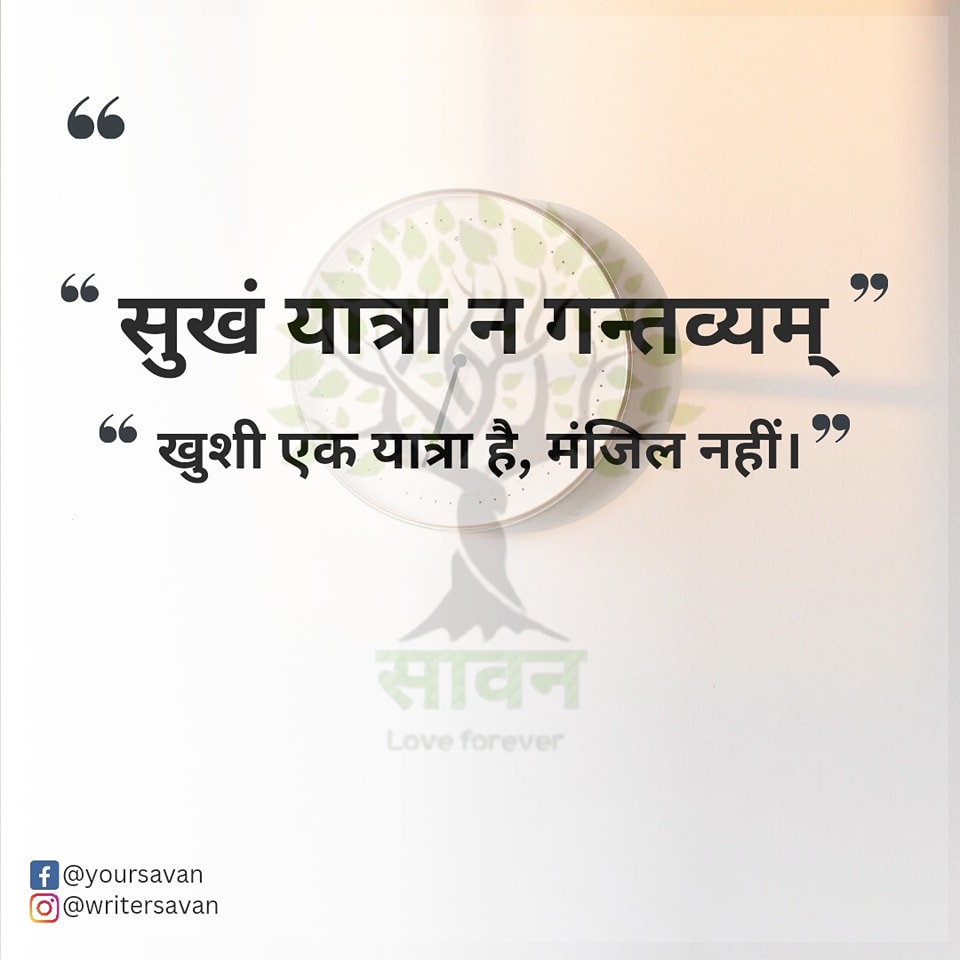 “
“ सुखं यात्रा न गन्तव्यम् ”
“ खुशी एक यात्रा है, मंजिल नहीं। ”
सावन
Love forever
@yoursavan
@writersavan